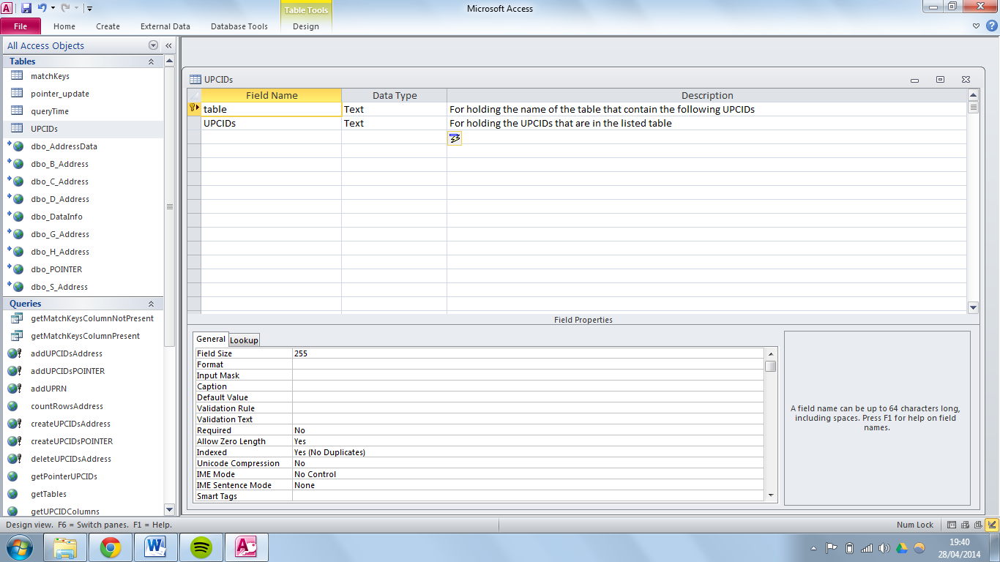 Microsoft Access
Table Tools
File
Home
Create
External Data
Database Tools
Design
All Access Objects
Tables
matchKeys
pointer_update
queryTime
UPCIDs
dbo_AddressData
dbo_B_Address
dbo_C_Address
dbo_D_Address
dbo_DataInfo
dbo_G_Address
dbo_H_Address
dbo_POINTER
dbo_S_Address
Queries
getMatchKeysColumnNotPresent
getMatchKeysColumnPresent
addUPCIDsAddress
addUPCIDsPOINTER
addUPRN
countRowsAddress
createUPCIDsAddress
createUPCIDsPOINTER
deleteUPCIDsAddress
getPointerUPCIDs
getTables
getUPCIDColumns
UPCIDs
Field Name Data Type Description
table Text For holding the name of the table that contain the following UPCIDs
UPCIDs Text For holding the UPCIDs that are in the listed table
Field Properties
General Lookup
Field Size 255
Format
Input Mask
Caption
Default Value
Validation Rule
Validation Text
Required No
Allow Zero Length Yes
Indexed Yes (No Duplicates)
Unicode Compression No
IME Mode No Control
IME Sentence Mode None
Smart Tags
A field name can be up to 64 characters long,
including spaces. Press F1 for help on field
names.
Design view. F6 = Switch panes. F1 = Help.
Num Lock
19:40
28/04/2014